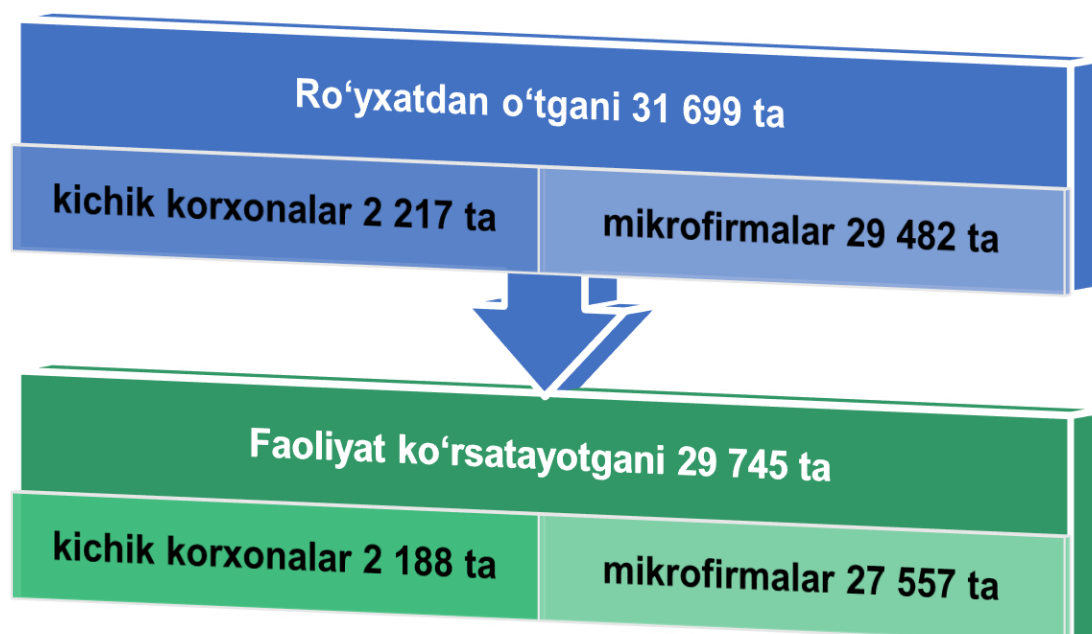 Ro‘yxatdan o‘tgani 31 699 ta
kichik korxonalar 2 217 ta
mikrofirmalar 29 482 ta
Faoliyat ko‘rsatayotgani 29 745 ta
kichik korxonalar 2 188 ta
mikrofirmalar 27 557 ta